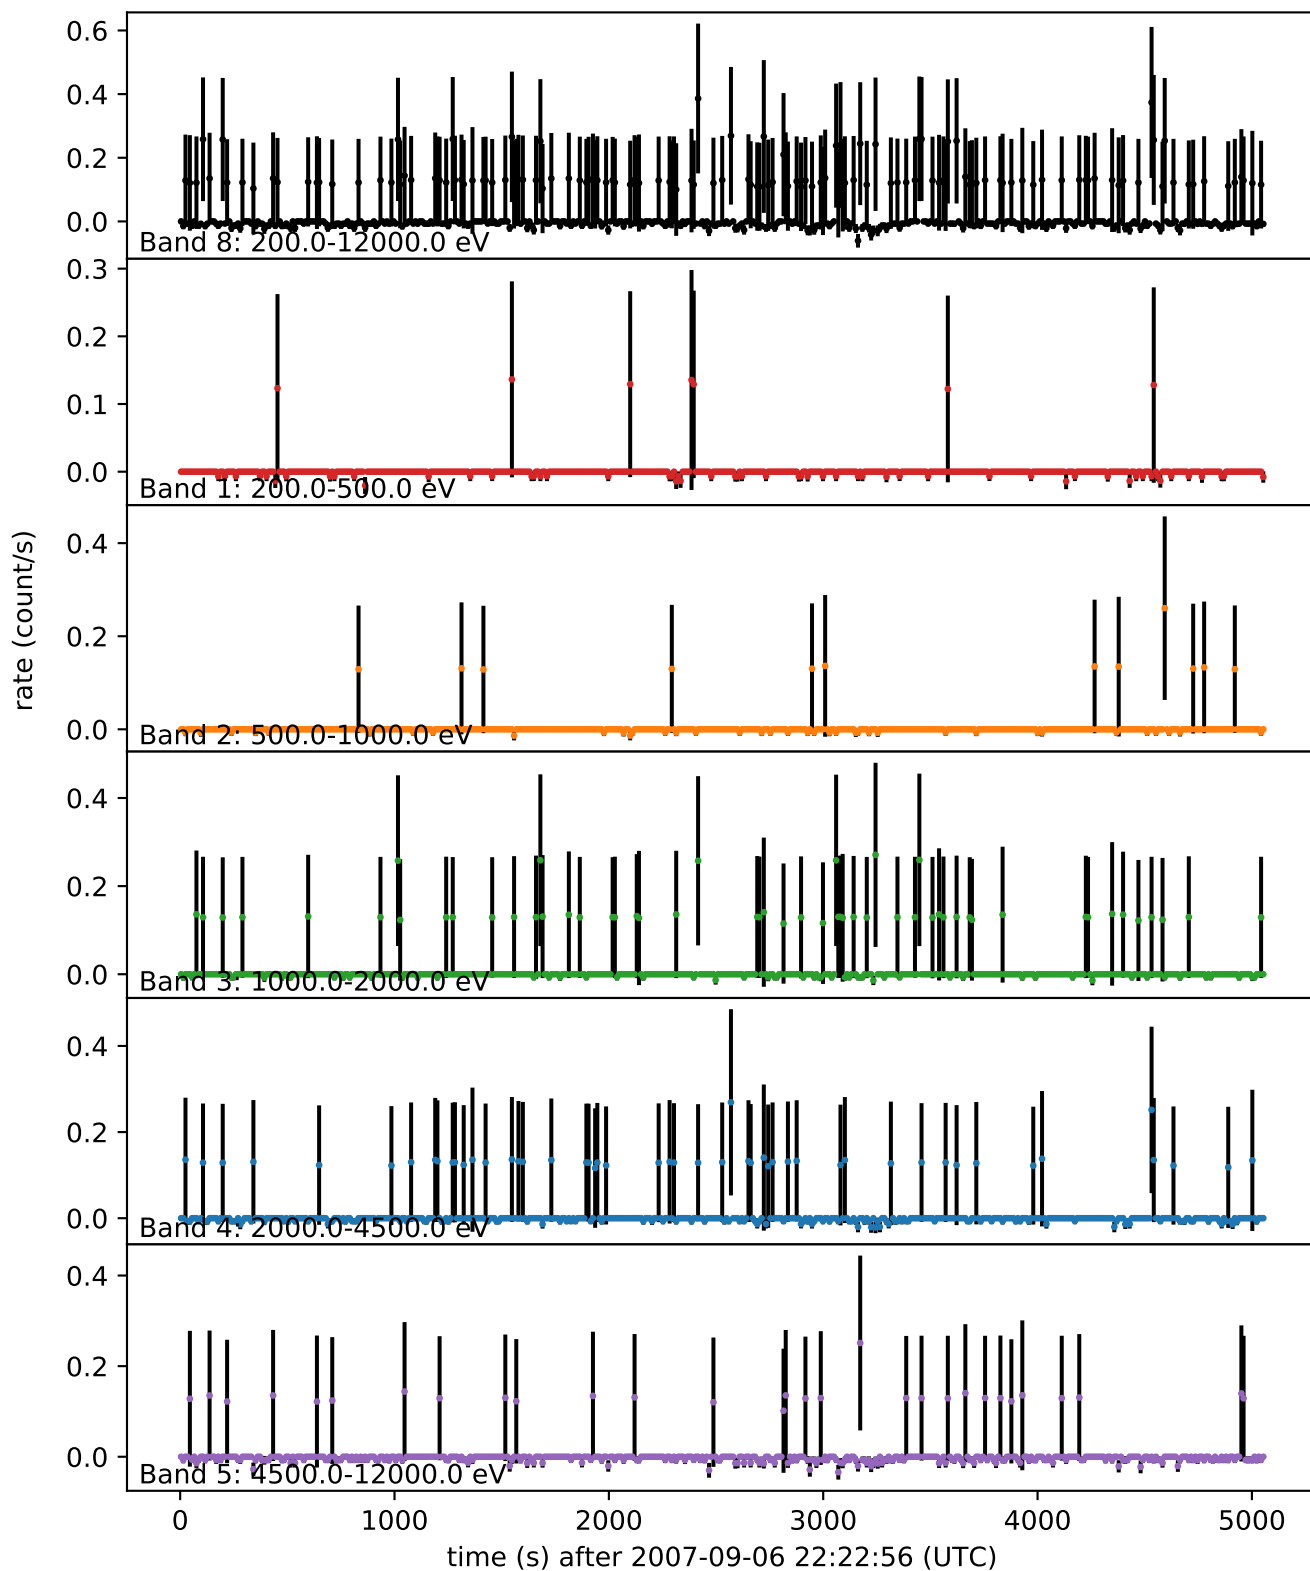 0.6
0.4
0.2
0.0
Band 8: 200.0-12000.0 eV
0.3
0.2
0.1
0.0
Band 1: 200.0-500.0 eV
rate (count/s)
0.4
0.2
0.0
Band 2: 500.0-1000.0 eV
0.4
0.2
0.0
Band 3: 1000.0-2000.0 eV
0.4
0.2
0.0
Band 4: 2000.0-4500.0 eV
0.4
0.2
0.0
Band 5: 4500.0-12000.0 eV
0 1000 2000 3000 4000 5000
time (s) after 2007-09-06 22:22:56 (UTC)